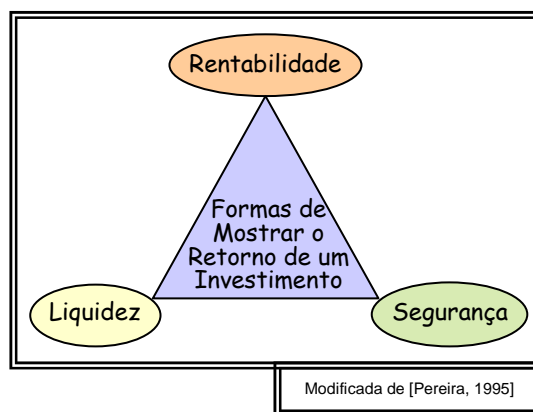 Rentabilidade
Formas de
Mostrar o
Retorno de um
Investimento
Liquidez
Segurança
Modificada de [Pereira, 1995]